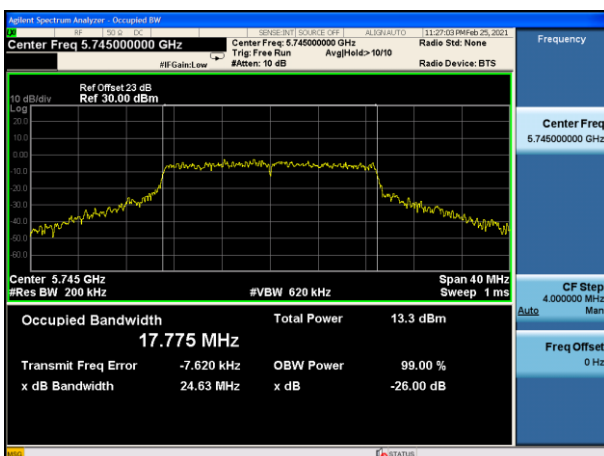 Agilent Spectrum Analyzer - Occupied BW
RF 50 Ω DC SENSE:INT SOURCE OFF ALIGN AUTO 11:27:03 PM Feb 25, 2021
Center Freq 5.745000000 GHz
Center Freq: 5.745000000 GHz
Radio Std: None
Trig: Free Run Avg|Hold:>10/10
#IFGain:Low
#Atten: 10 dB
Radio Device: BTS
Ref Offset 23 dB
10 dB/div Ref 30.00 dBm
Log
20.0
10.0
0.00
-10.0
-20.0
-30.0
-40.0
-50.0
-60.0
Center 5.745 GHz Span 40 MHz
#Res BW 200 kHz #VBW 620 kHz Sweep 1 ms
Occupied Bandwidth Total Power 13.3 dBm
17.775 MHz
Transmit Freq Error -7.620 kHz OBW Power 99.00 %
x dB Bandwidth 24.63 MHz x dB -26.00 dB
MSG STATUS
Frequency
Center Freq
5.745000000 GHz
CF Step
4.000000 MHz
Auto Man
Freq Offset
0 Hz